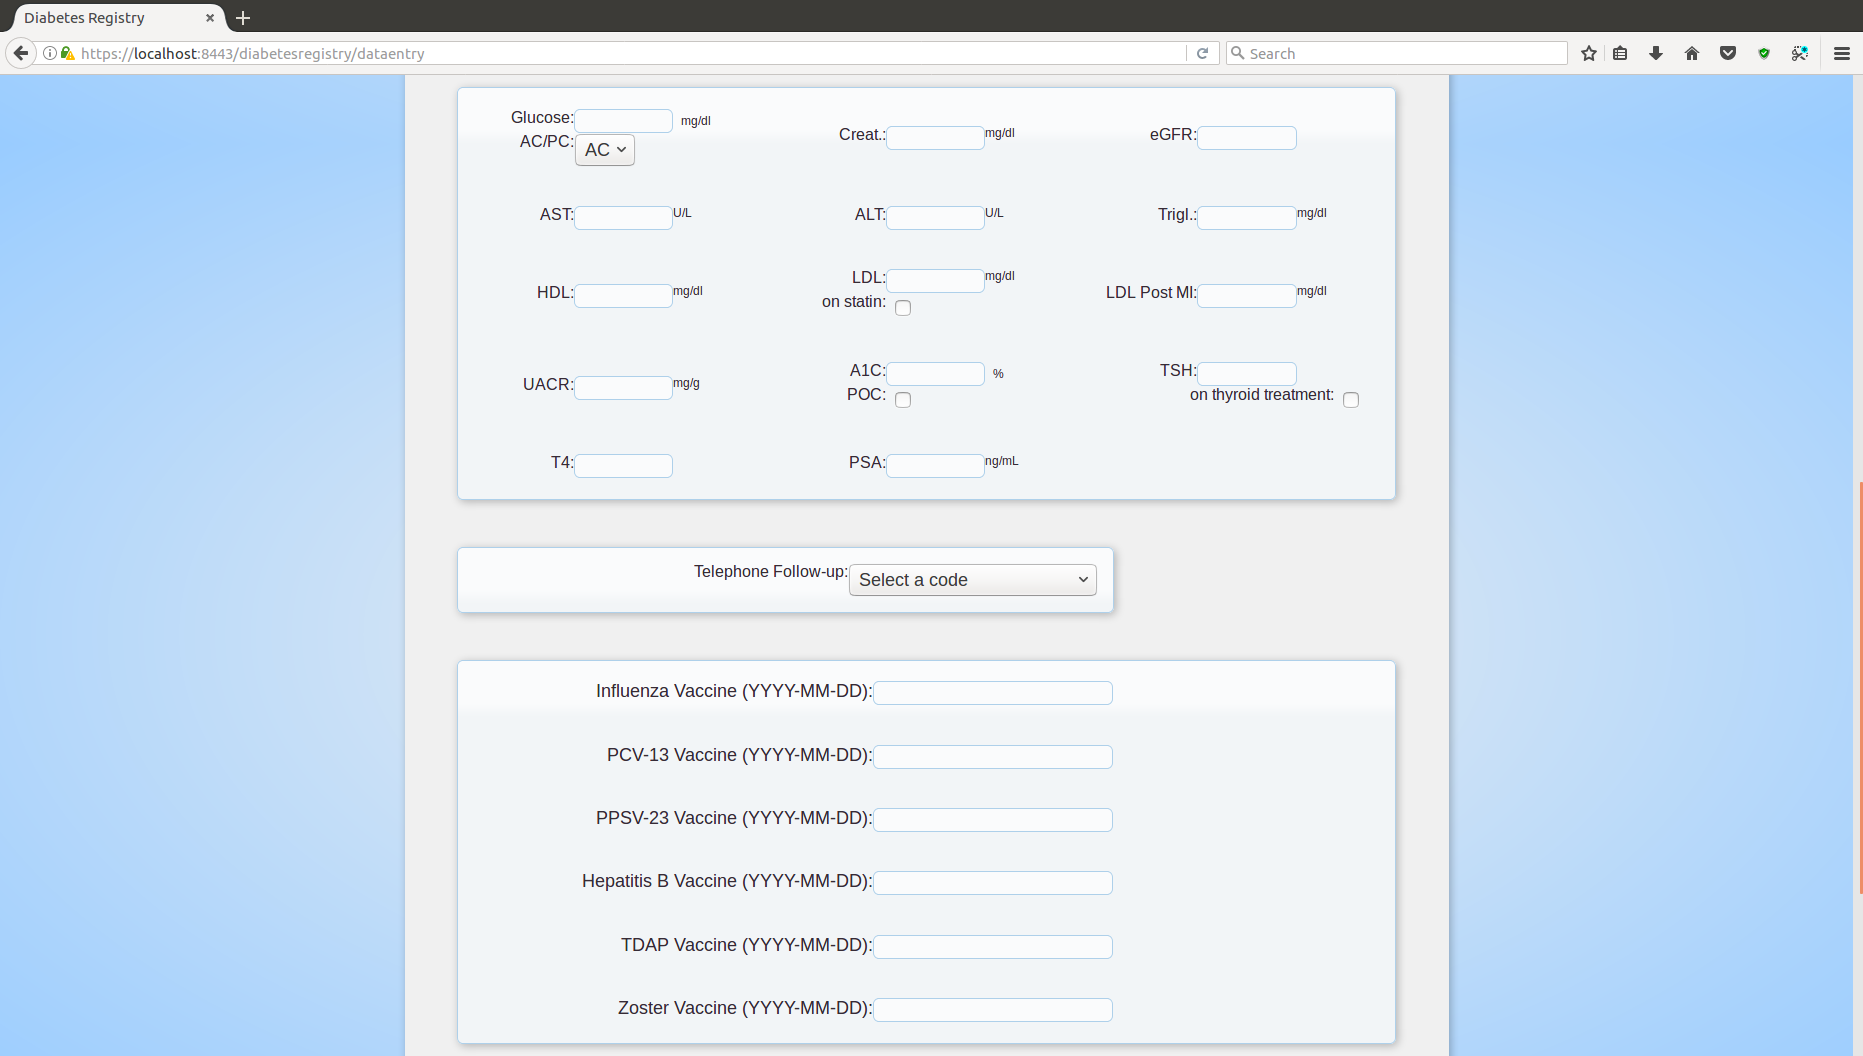 Diabetes Registry
https://localhost:8443/diabetesregistry/dataentry
Search
Glucose: mg/dl
AC/PC: AC
Creat.: mg/dl
eGFR:
AST: U/L
ALT: U/L
Trigl.: mg/dl
HDL: mg/dl
LDL: mg/dl
on statin:
LDL Post MI: mg/dl
UACR: mg/g
A1C: %
POC:
TSH:
on thyroid treatment:
T4:
PSA: ng/mL
Telephone Follow-up: Select a code
Influenza Vaccine (YYYY-MM-DD):
PCV-13 Vaccine (YYYY-MM-DD):
PPSV-23 Vaccine (YYYY-MM-DD):
Hepatitis B Vaccine (YYYY-MM-DD):
TDAP Vaccine (YYYY-MM-DD):
Zoster Vaccine (YYYY-MM-DD):